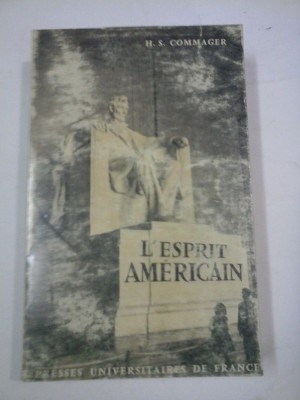 H. S. COMMAGER
L'ESPRIT
AMÉRICAIN
PRESSES UNIVERSITAIRES DE FRANCE